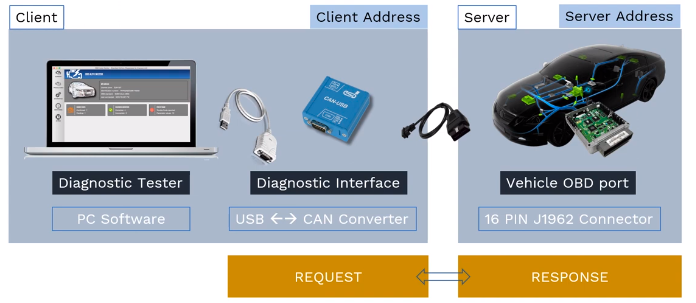 Client
Client Address
Server
Server Address
CAN-USB
Diagnostic Tester
Diagnostic Interface
Vehicle OBD port
PC Software
USB ←→ CAN Converter
16 PIN J1962 Connector
REQUEST
RESPONSE